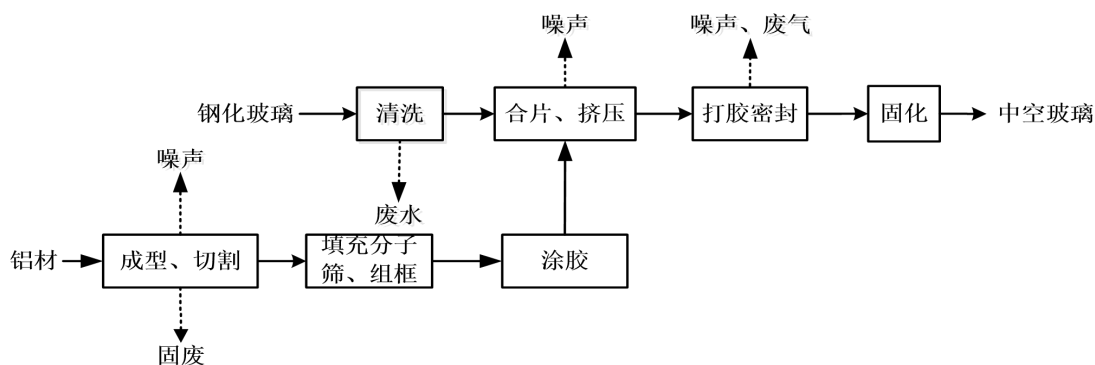 噪声
噪声、废气
钢化玻璃
清洗
合片、挤压
打胶密封
固化
中空玻璃
噪声
废水
铝材
成型、切割
填充分子
筛、组框
涂胶
固废